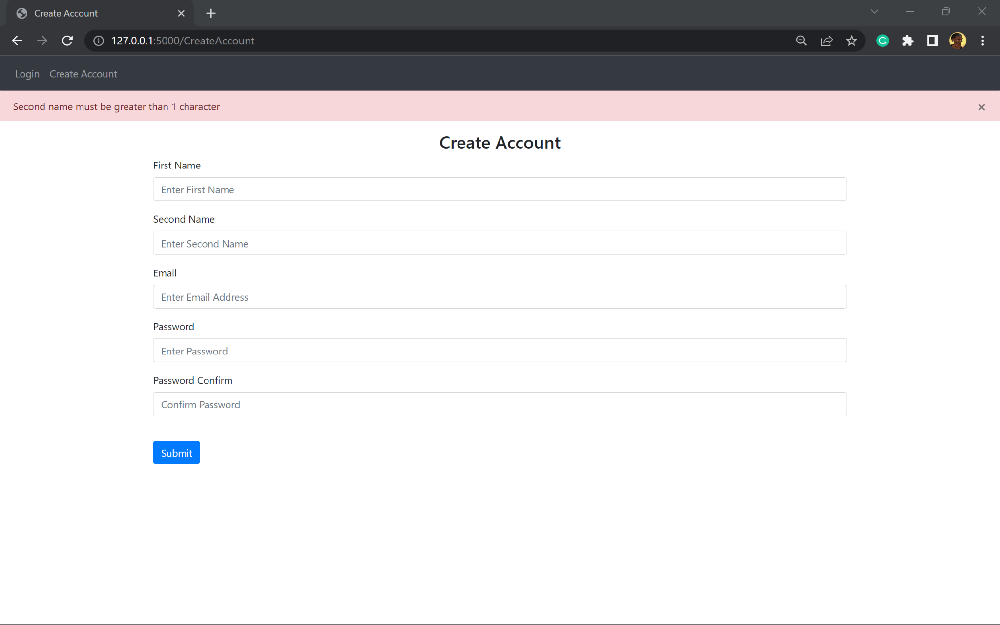 Create Account
127.0.0.1:5000/CreateAccount
Login Create Account
Second name must be greater than 1 character
Create Account
First Name
Enter First Name
Second Name
Enter Second Name
Email
Enter Email Address
Password
Enter Password
Password Confirm
Confirm Password
Submit